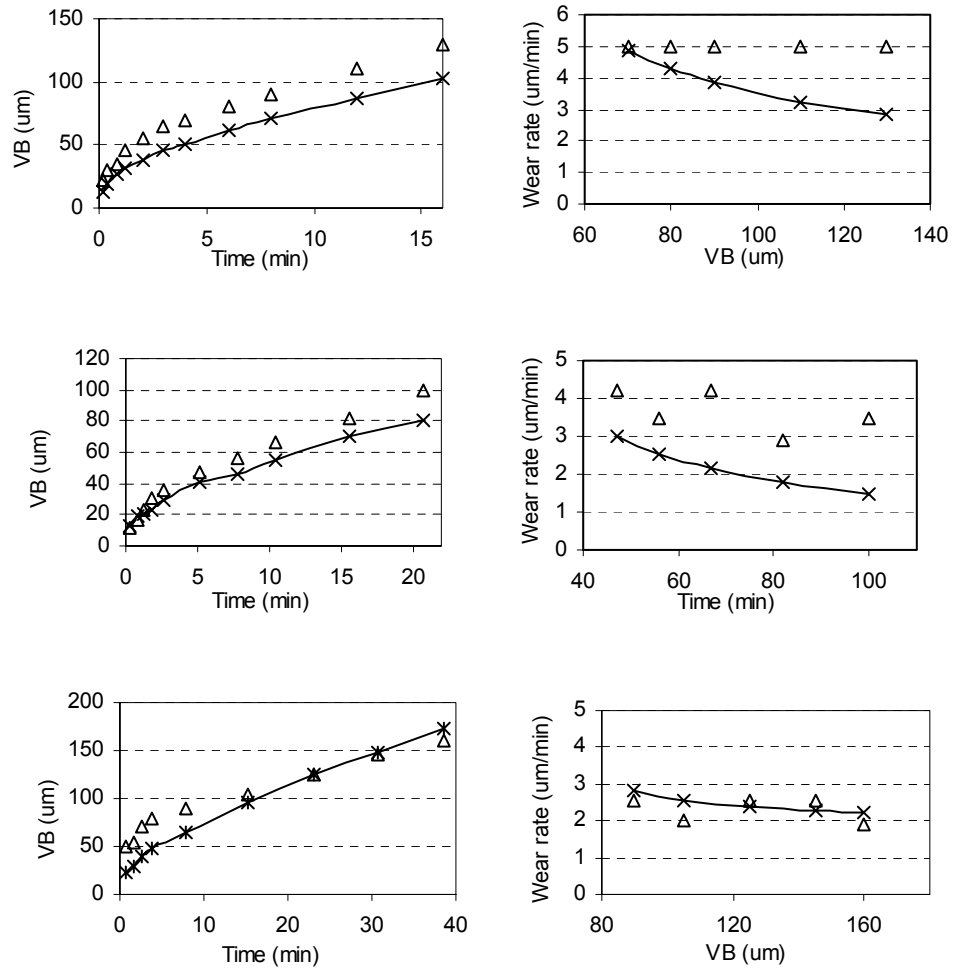 150
100
50
0
VB (um)
0 5 10 15
Time (min)
6
5
4
3
2
1
0
Wear rate (um/min)
60 80 100 120 140
VB (um)
120
100
80
60
40
20
0
VB (um)
0 5 10 15 20
Time (min)
5
4
3
2
1
0
Wear rate (um/min)
40 60 80 100
Time (min)
200
150
100
50
0
VB (um)
0 10 20 30 40
Time (min)
5
4
3
2
1
0
Wear rate (um/min)
80 120 160
VB (um)